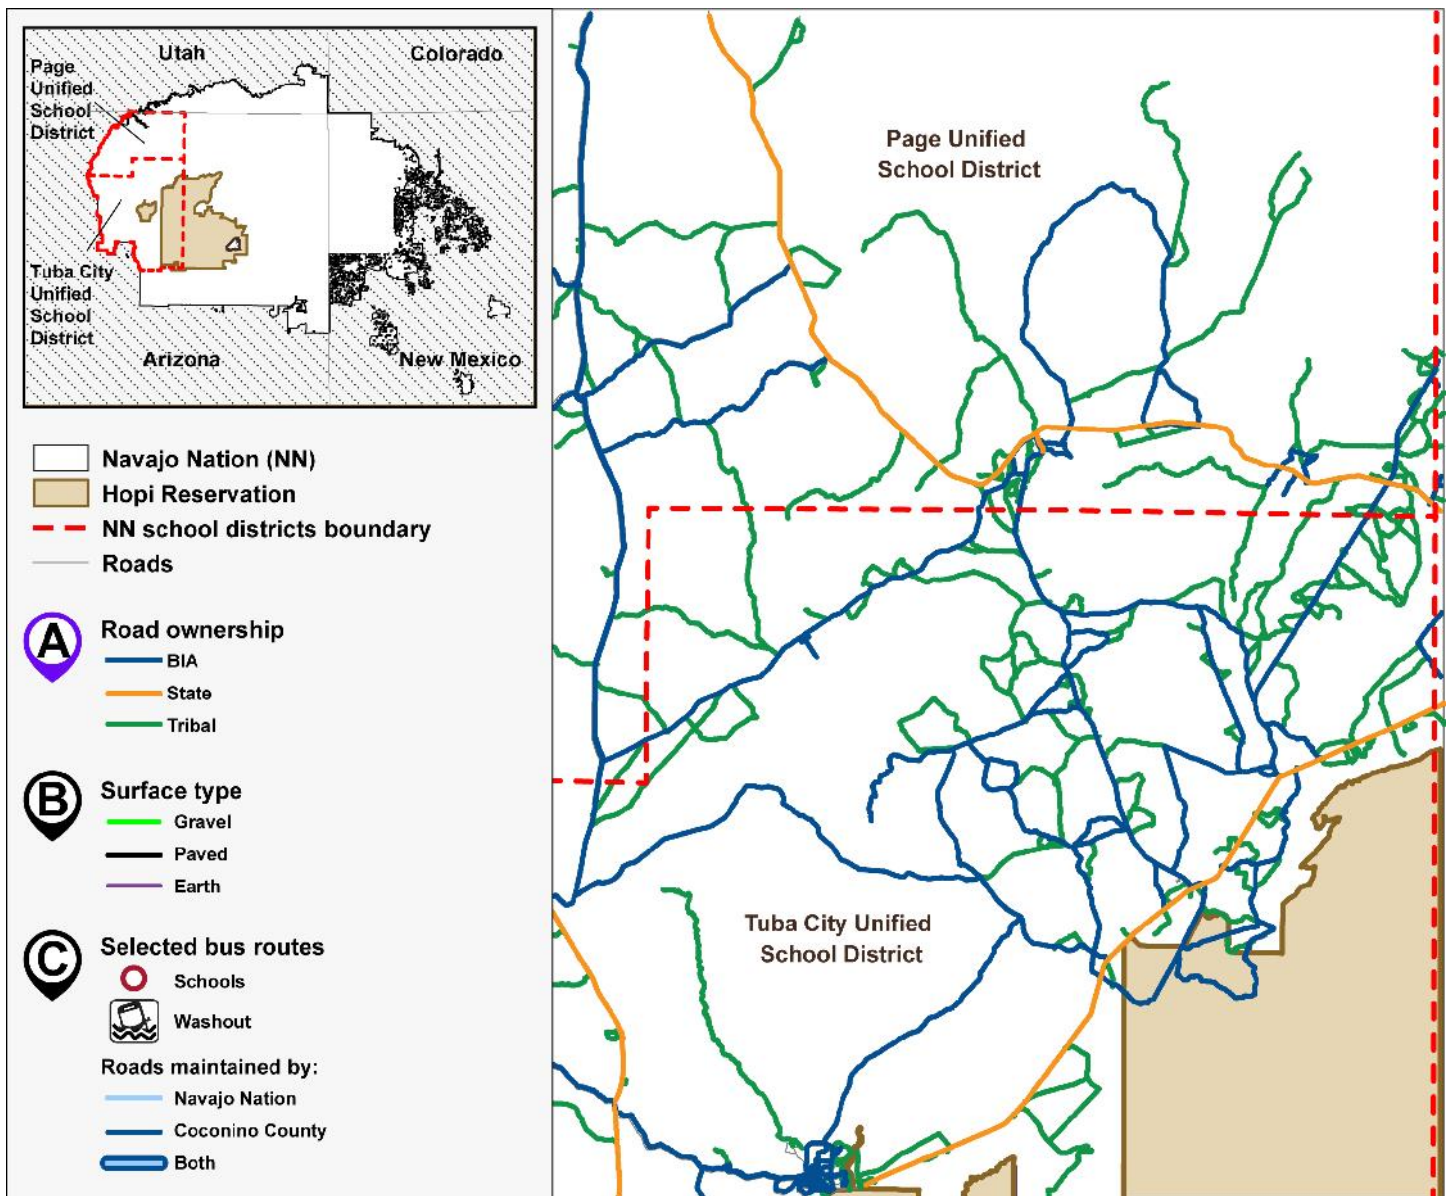 Utah
Colorado
Page
Unified
School
District
Tuba City
Unified
School
District
Arizona
New Mexico
Navajo Nation (NN)
Hopi Reservation
NN school districts boundary
Roads
A
Road ownership
BIA
State
Tribal
B
Surface type
Gravel
Paved
Earth
C
Selected bus routes
Schools
Washout
Roads maintained by:
Navajo Nation
Coconino County
Both
Page Unified
School District
Tuba City Unified
School District